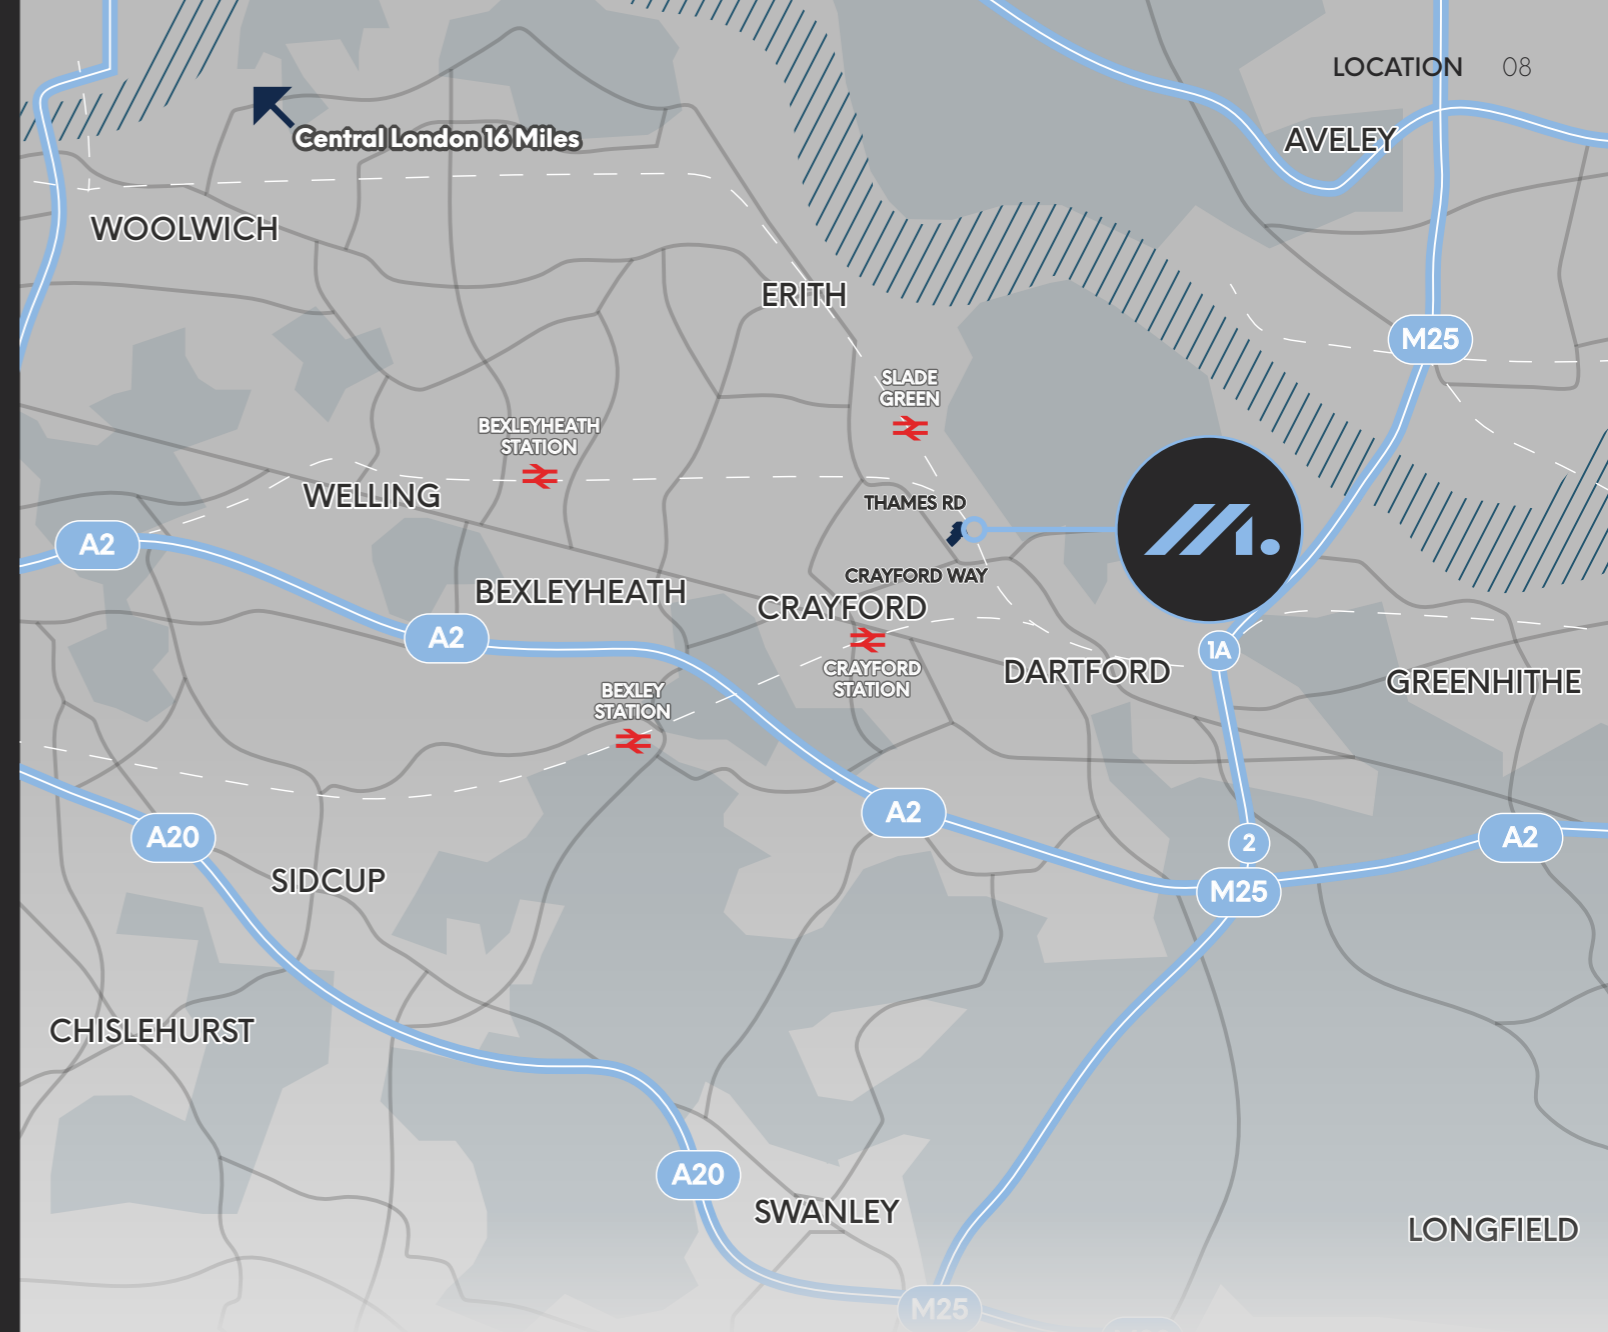 LOCATION 08
AVELEY
Central London 16 Miles
WOOLWICH
ERITH
M25
SLADE
GREEN
BEXLEYHEATH
STATION
WELLING
THAMES RD
A2
CRAYFORD WAY
BEXLEYHEATH
CRAYFORD
A2
1A
CRAYFORD
STATION
DARTFORD
GREENHITHE
BEXLEY
STATION
A2
A20
2
A2
SIDCUP
M25
CHISLEHURST
A20
SWANLEY
LONGFIELD
M25